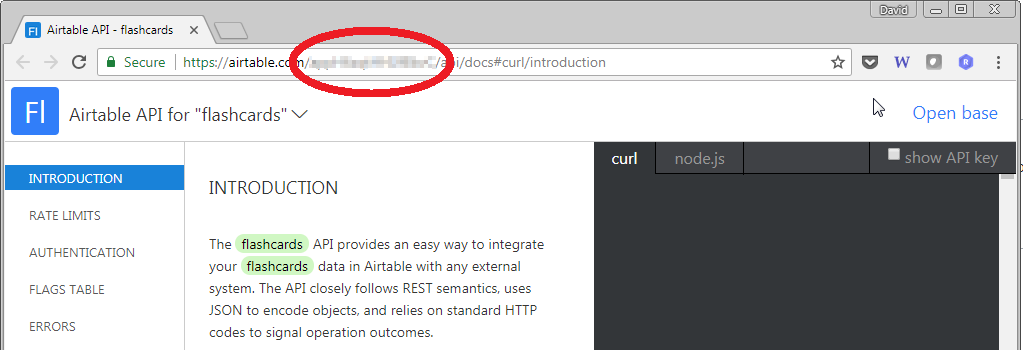 David
Fl Airtable API - flashcards
Secure https://airtable.com/ /api/docs#curl/introduction
W R
Fl Airtable API for "flashcards" Open base
curl node.js show API key
INTRODUCTION
RATE LIMITS
AUTHENTICATION
FLAGS TABLE
ERRORS
INTRODUCTION
The flashcards API provides an easy way to integrate
your flashcards data in Airtable with any external
system. The API closely follows REST semantics, uses
JSON to encode objects, and relies on standard HTTP
codes to signal operation outcomes.